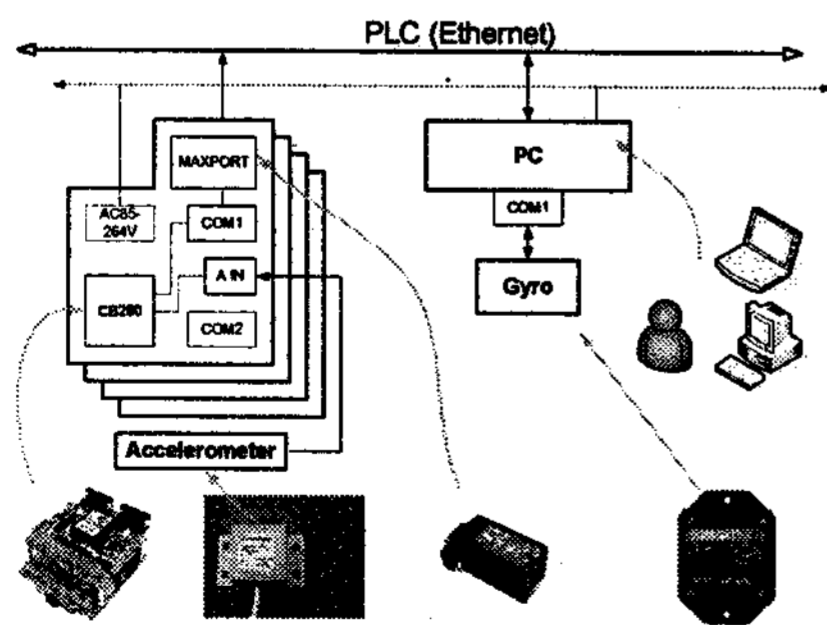 PLC (Ethernet)
MAXPORT
PC
AC85-
264V
COM1
COM1
A IN
Gyro
CB280
COM2
Accelerometer